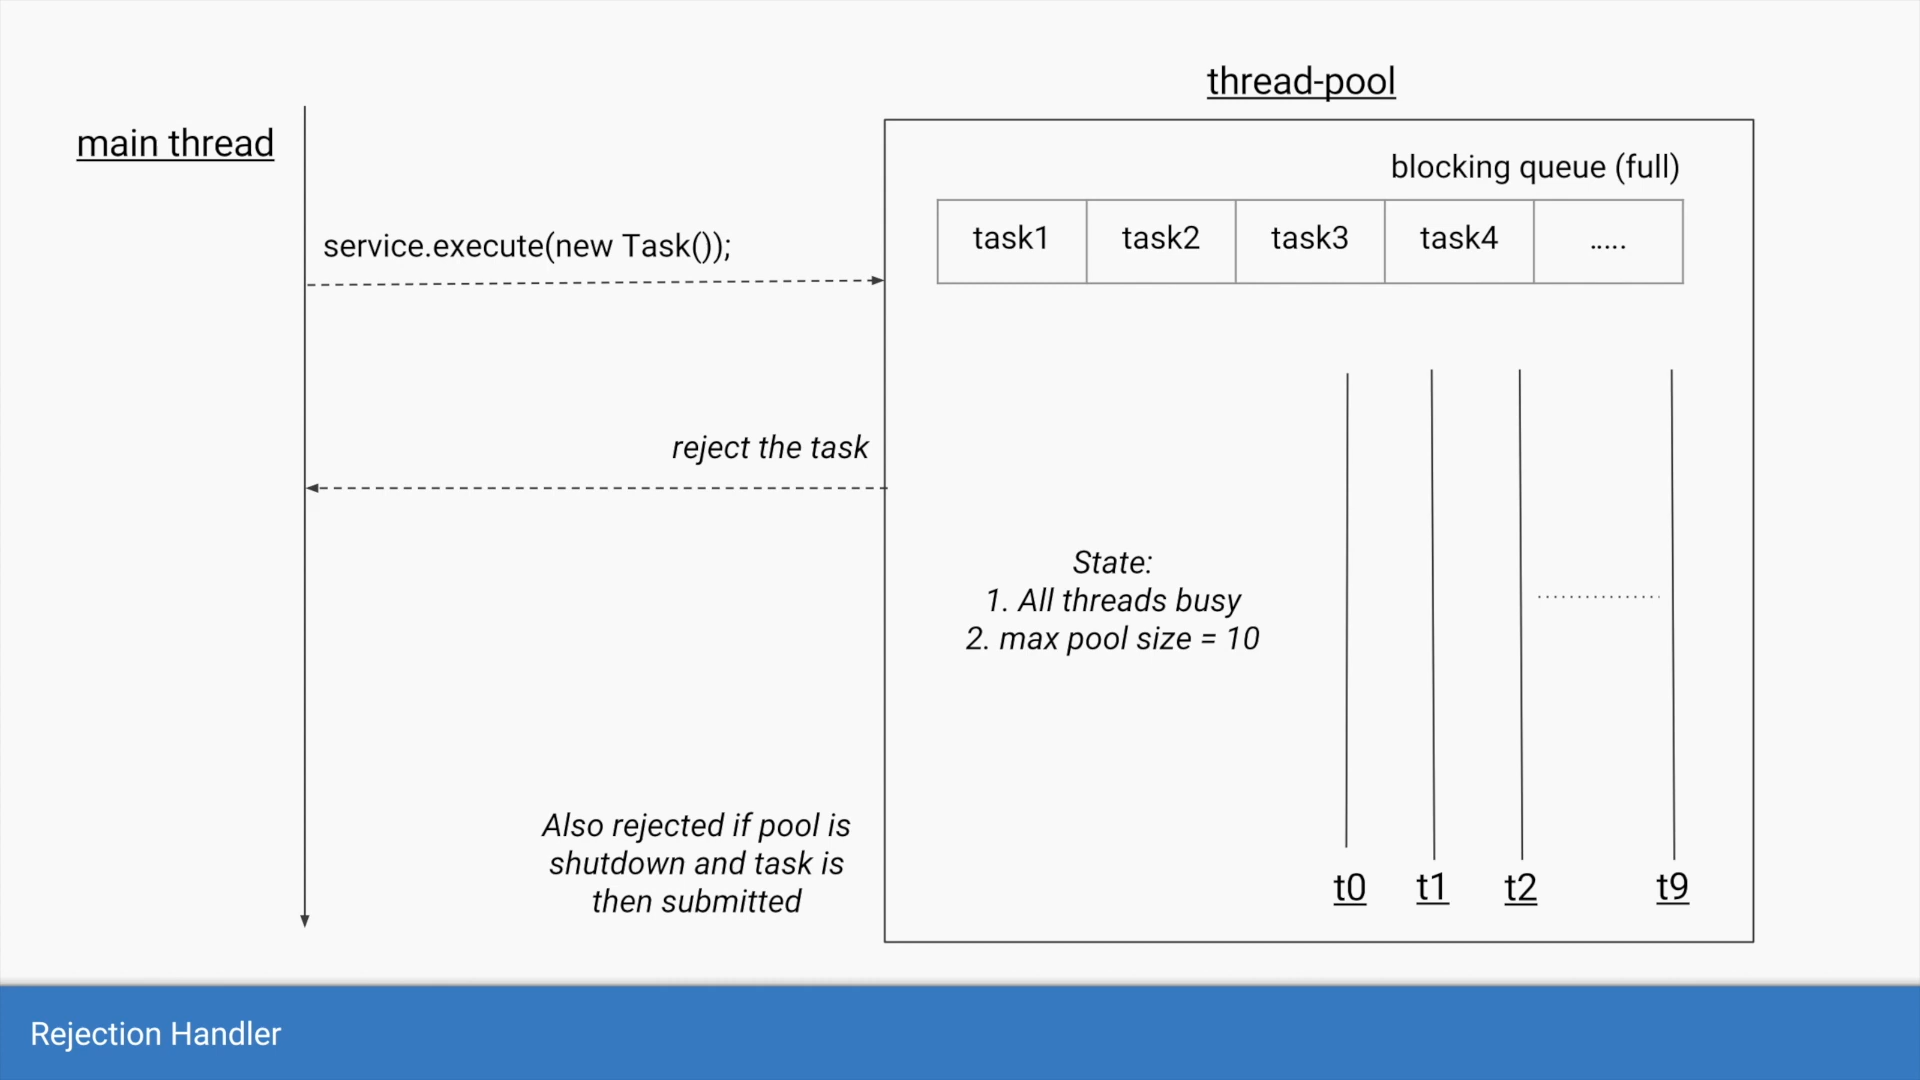 thread-pool
main thread
blocking queue (full)
task1 task2 task3 task4 .....
service.execute(new Task());
reject the task
State:
1. All threads busy
2. max pool size = 10
Also rejected if pool is
shutdown and task is
then submitted
t0 t1 t2 t9
Rejection Handler